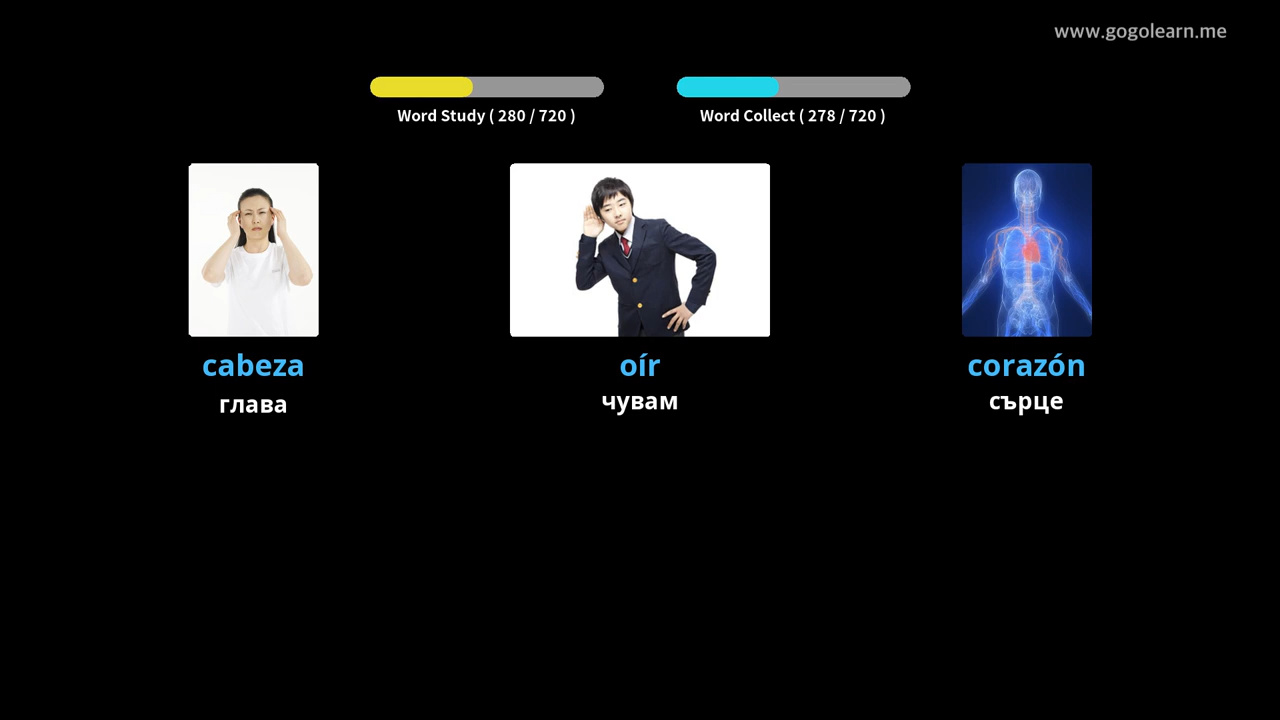 www.gogolearn.me
Word Study ( 280 / 720 )
Word Collect ( 278 / 720 )
cabeza
глава
oír
чувам
corazón
сърце